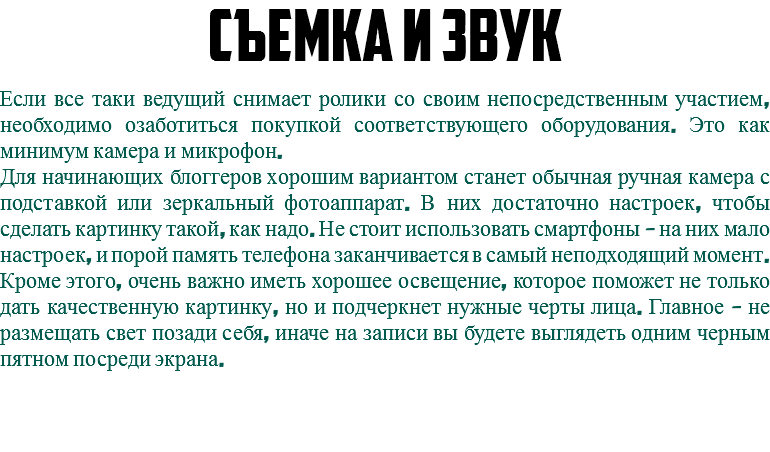 СЪЕМКА И ЗВУК
Если все таки ведущий снимает ролики со своим непосредственным участием,
необходимо озаботиться покупкой соответствующего оборудования. Это как
минимум камера и микрофон.
Для начинающих блоггеров хорошим вариантом станет обычная ручная камера с
подставкой или зеркальный фотоаппарат. В них достаточно настроек, чтобы
сделать картинку такой, как надо. Не стоит использовать смартфоны - на них мало
настроек, и порой память телефона заканчивается в самый неподходящий момент.
Кроме этого, очень важно иметь хорошее освещение, которое поможет не только
дать качественную картинку, но и подчеркнет нужные черты лица. Главное - не
размещать свет позади себя, иначе на записи вы будете выглядеть одним черным
пятном посреди экрана.